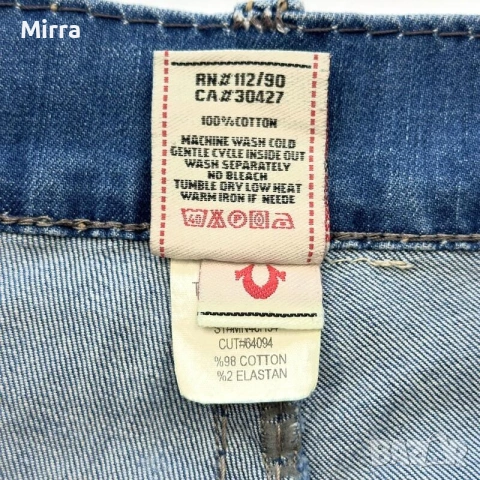 Mirra
RN# 112/90
CA# 30427
100% COTTON
MACHINE WASH COLD
GENTLE CYCLE INSIDE OUT
WASH SEPARATELY
NO BLEACH
TUMBLE DRY LOW HEAT
WARM IRON IF NEEDE
40 P
CUT#64094
%98 COTTON
%2 ELASTAN